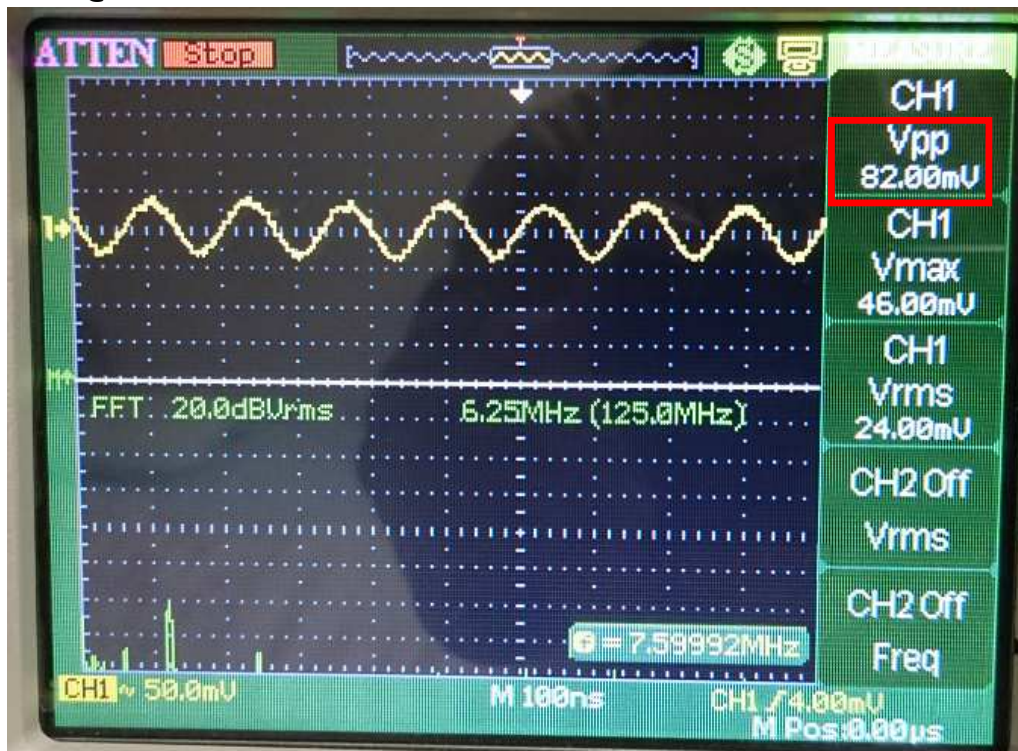 ATTEN Stop
MEASURE
CH1
Vpp
82.00mV
CH1
Vmax
46.00mV
CH1
Vrms
24.00mV
CH2 Off
Vrms
CH2 Off
Freq
FFT 20.0dBVrms 6.25MHz (125.0MHz)
= 7.59992MHz
CH1 ~ 50.0mV M 100ns CH1 / 4.00mV
M Pos:0.00µs